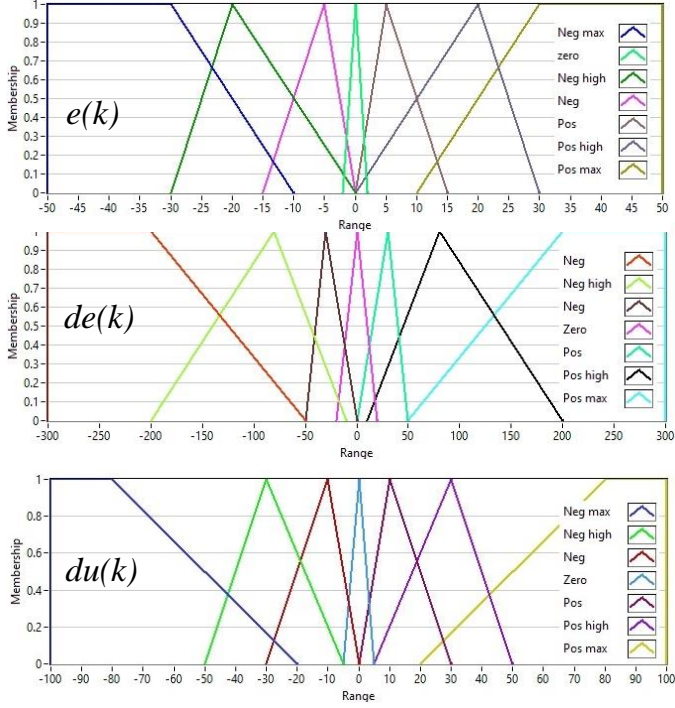 1
0.9
0.8
0.7
0.6
0.5
0.4
0.3
0.2
0.1
0
Membership
e(k)
Neg max
zero
Neg high
Neg
Pos
Pos high
Pos max
-50 -45 -40 -35 -30 -25 -20 -15 -10 -5 0 5 10 15 20 25 30 35 40 45 50
Range
1
0.9
0.8
0.7
0.6
0.5
0.4
0.3
0.2
0.1
0
Membership
de(k)
Neg
Neg high
Neg
Zero
Pos
Pos high
Pos max
-300 -250 -200 -150 -100 -50 0 50 100 150 200 250 300
Range
1
0.8
0.6
0.4
0.2
0
Membership
du(k)
Neg max
Neg high
Neg
Zero
Pos
Pos high
Pos max
-100 -90 -80 -70 -60 -50 -40 -30 -20 -10 0 10 20 30 40 50 60 70 80 90 100
Range